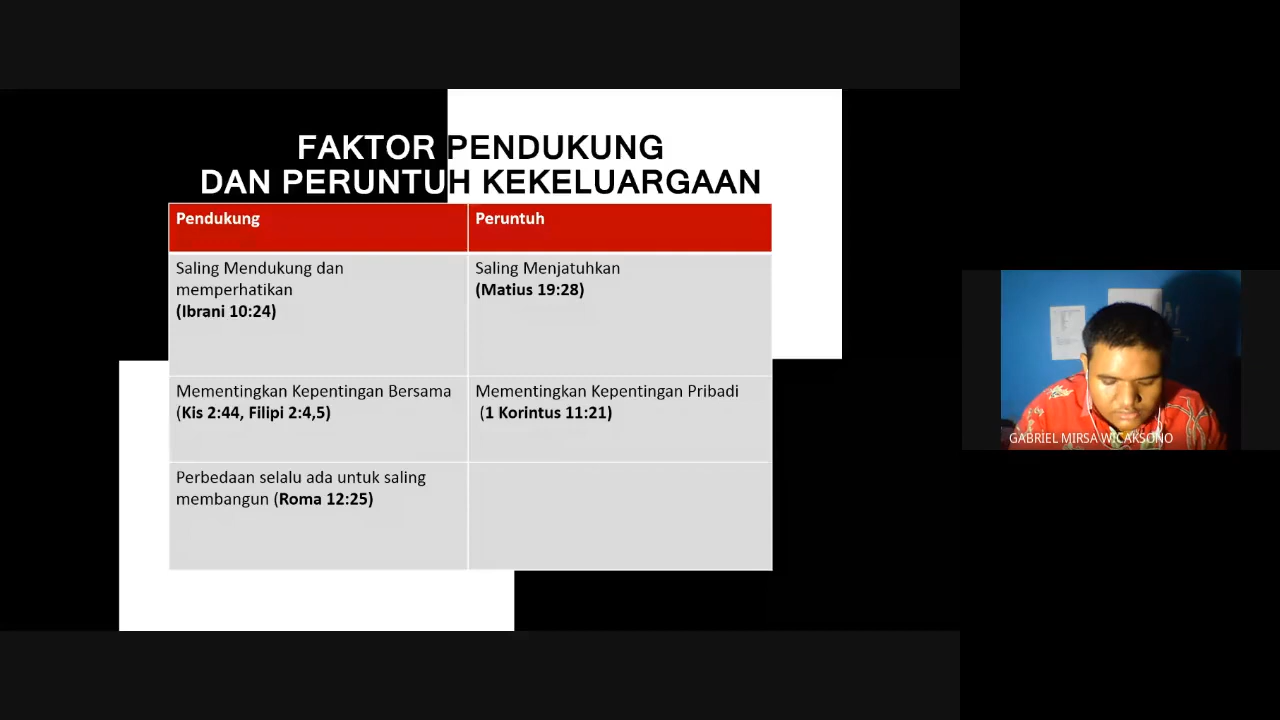 FAKTOR PENDUKUNG
DAN PERUNTUH KEKELUARGAAN
Pendukung
Peruntuh
Saling Mendukung dan
memperhatikan
(Ibrani 10:24)
Saling Menjatuhkan
(Matius 19:28)
Mementingkan Kepentingan Bersama
(Kis 2:44, Filipi 2:4,5)
Mementingkan Kepentingan Pribadi
(1 Korintus 11:21)
Perbedaan selalu ada untuk saling
membangun (Roma 12:25)
GABRIEL MIRSA WICAKSONO